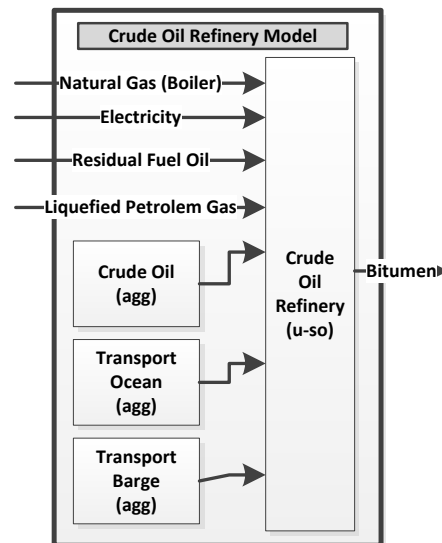 Crude Oil Refinery Model
Natural Gas (Boiler)
Electricity
Residual Fuel Oil
Liquefied Petrolem Gas
Crude Oil
(agg)
Transport
Ocean
(agg)
Transport
Barge
(agg)
Crude
Oil
Refinery
(u-so)
Bitumen